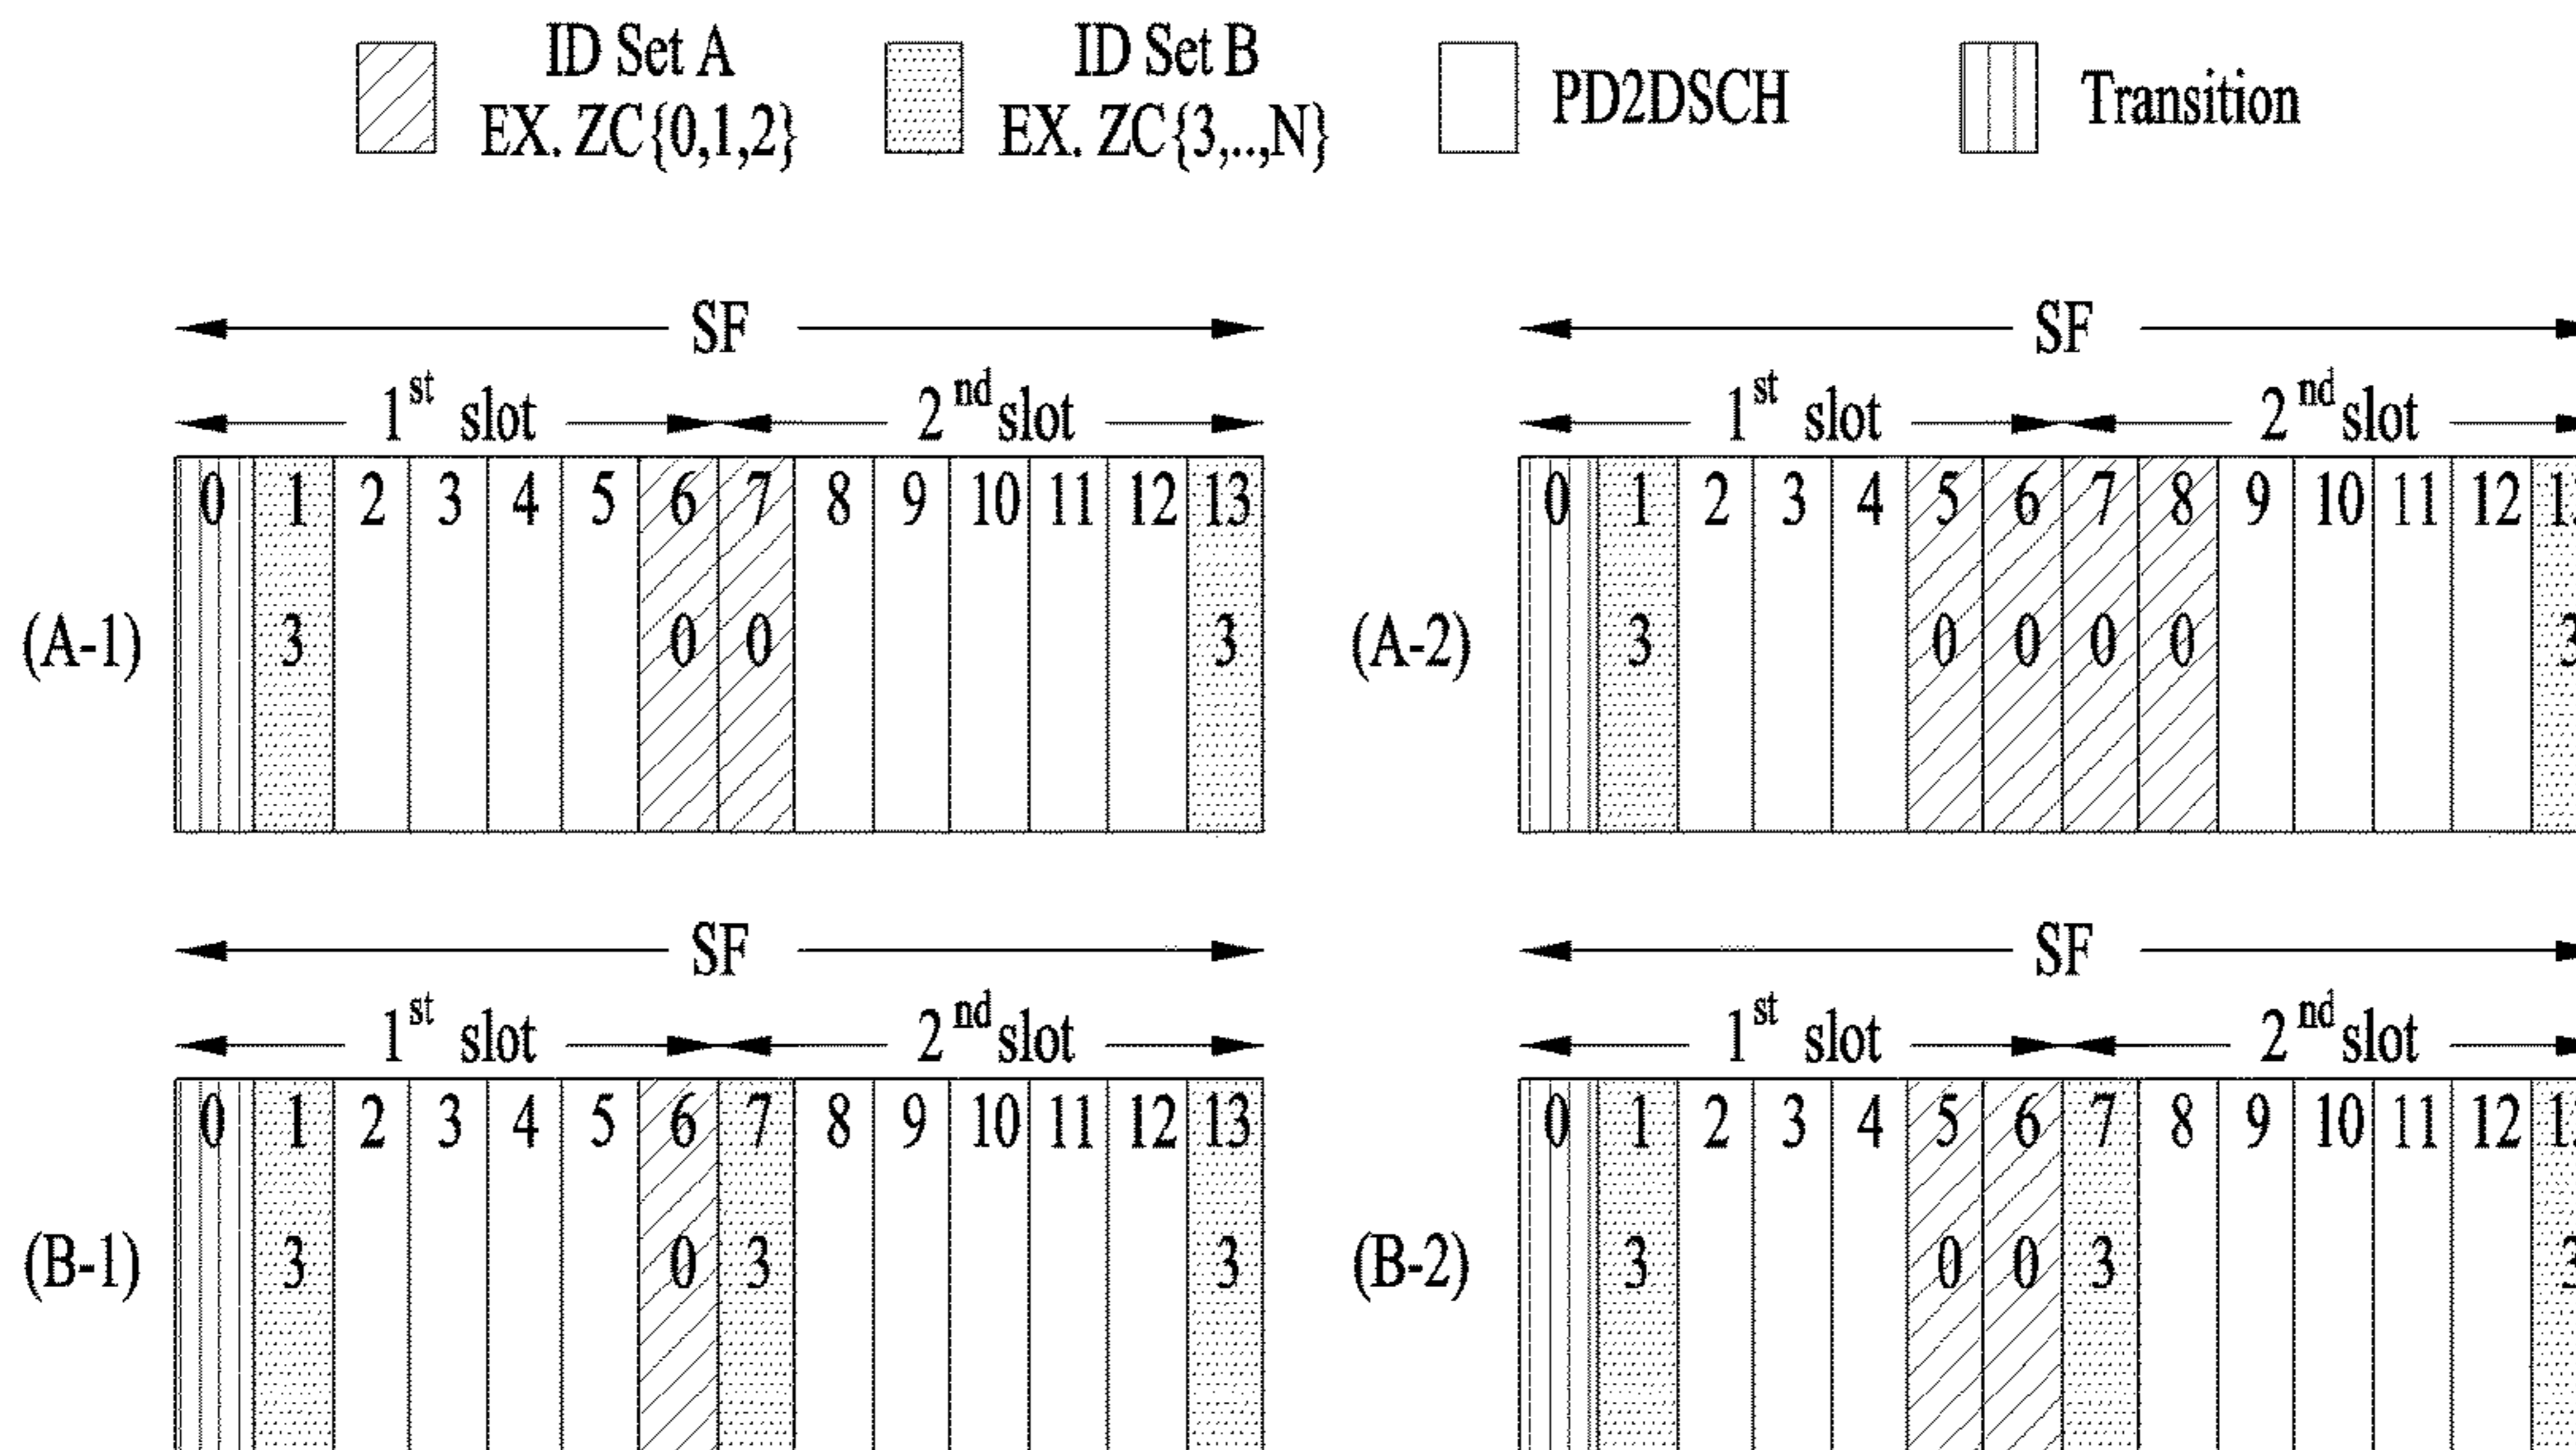 ID Set A
EX. ZC{0,1,2}
ID Set B
EX. ZC{3,..,N}
PD2DSCH
Transition
SF
1st slot 2nd slot
0 1 2 3 4 5 6 7 8 9 10 11 12 13
(A-1) 3 0 0 3
SF
1st slot 2nd slot
0 1 2 3 4 5 6 7 8 9 10 11 12
(A-2) 3 0 0 0 0 3
SF
1st slot 2nd slot
0 1 2 3 4 5 6 7 8 9 10 11 12 13
(B-1) 3 0 3 3
SF
1st slot 2nd slot
0 1 2 3 4 5 6 7 8 9 10 11 12
(B-2) 3 0 0 3 3